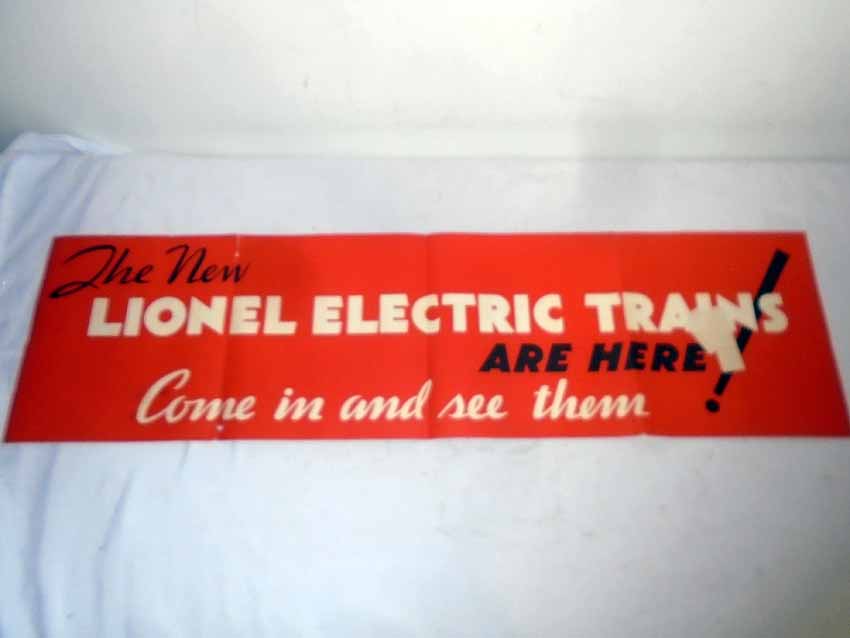 The New
LIONEL ELECTRIC TRAINS
ARE HERE!
Come in and see them